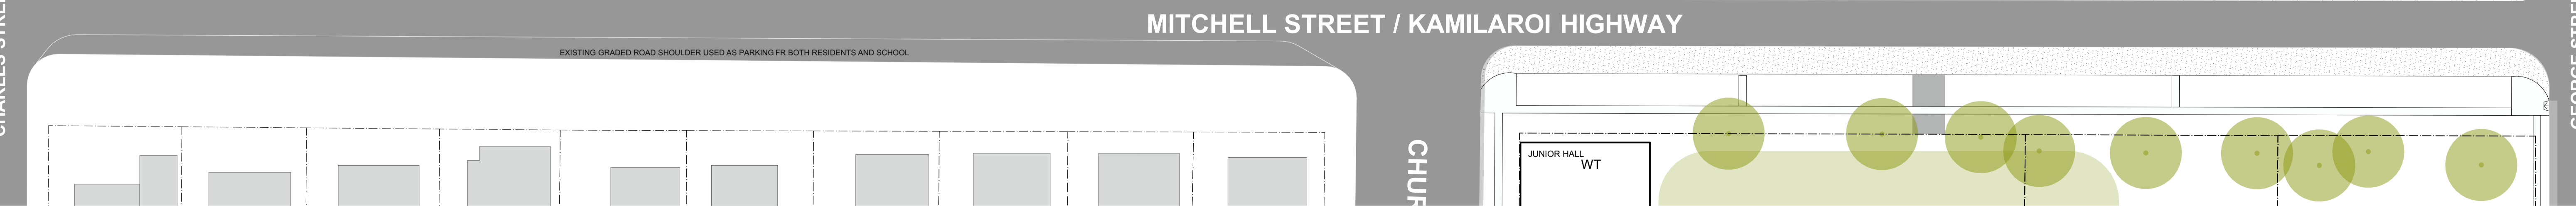 MITCHELL STREET / KAMILAROI HIGHWAY
EXISTING GRADED ROAD SHOULDER USED AS PARKING FR BOTH RESIDENTS AND SCHOOL
JUNIOR HALL
WT